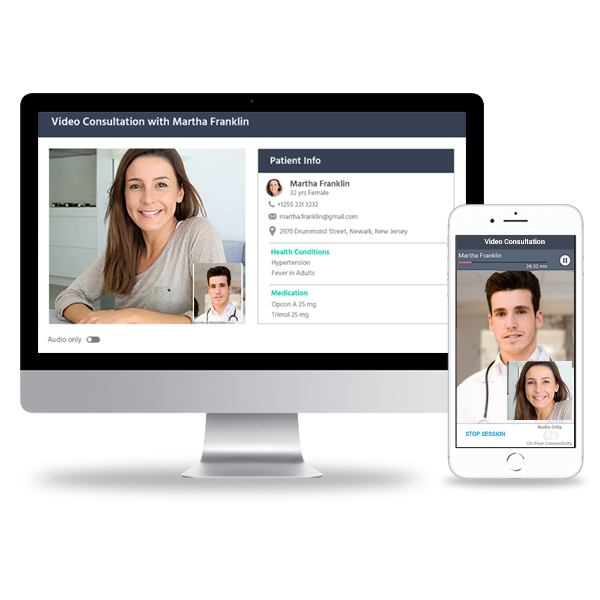 Video Consultation with Martha Franklin
Patient Info
Martha Franklin
32 yrs Female
+1255 221 3232
martha.franklin@gmail.com
2970 Drummond Street, Newark, New Jersey
Health Conditions
Hypertension
Fever in Adults
Medication
Opcon A 25 mg
Trimol 25 mg
Audio only
Video Consultation
Martha Franklin
26:32 min
STOP SESSION
Audio Only
On Poor Connectivity